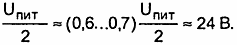 Uпит/2 ≈ (0,6...0,7) Uпит/2 ≈ 24 В.